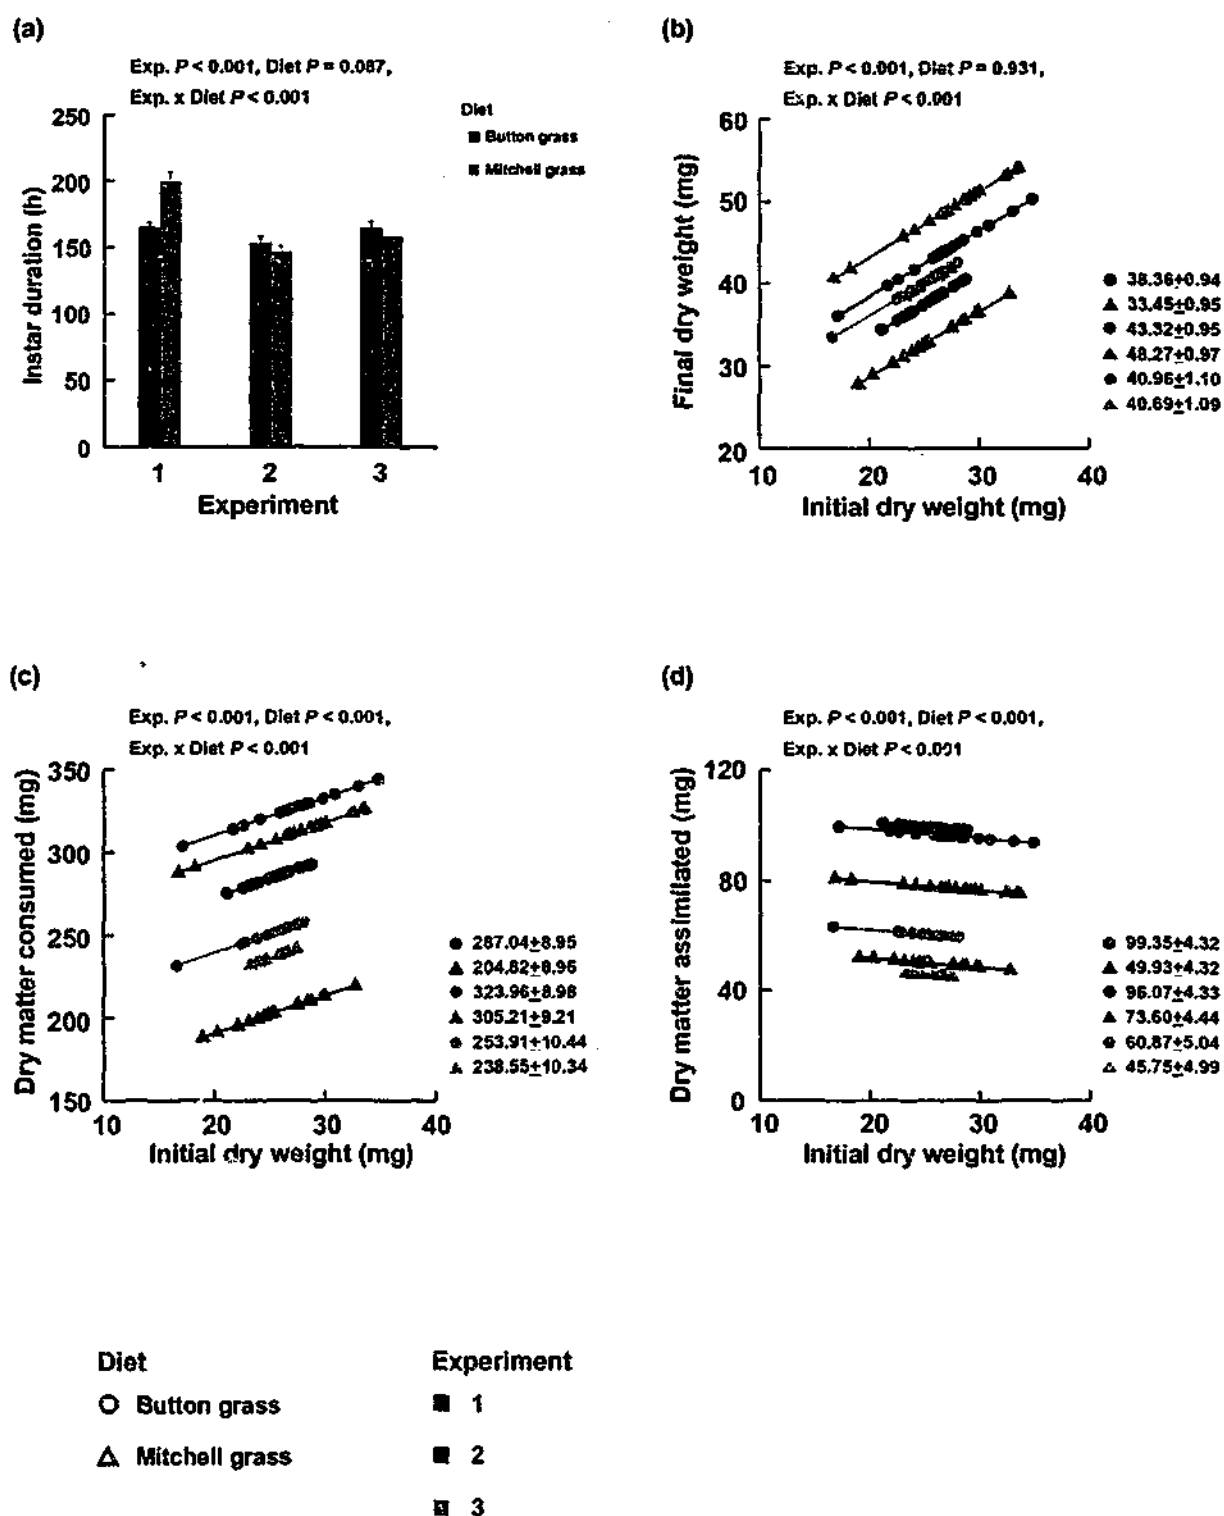 (a)
Exp. P < 0.001, Diet P = 0.087,
Exp. x Diet P < 0.001
250
200
150
100
50
0
Instar duration (h)
1 2 3
Experiment
Diet
Button grass
Mitchell grass
(b)
Exp. P < 0.001, Diet P = 0.931,
Exp. x Diet P < 0.001
60
50
40
30
20
Final dry weight (mg)
10 20 30 40
Initial dry weight (mg)
38.36±0.94
33.45±0.95
43.32±0.95
48.27±0.97
40.96±1.10
40.69±1.09
(c)
Exp. P < 0.001, Diet P < 0.001,
Exp. x Diet P < 0.001
350
300
250
200
150
Dry matter consumed (mg)
10 20 30 40
Initial dry weight (mg)
287.04±8.95
204.82±8.96
323.96±8.98
305.21±9.21
253.91±10.44
238.55±10.34
(d)
Exp. P < 0.001, Diet P < 0.001,
Exp. x Diet P < 0.001
120
80
40
0
Dry matter assimilated (mg)
10 20 30 40
Initial dry weight (mg)
99.35±4.32
49.93±4.32
96.07±4.33
73.60±4.44
60.87±5.04
45.75±4.99
Diet
Button grass
Mitchell grass
Experiment
1
2
3